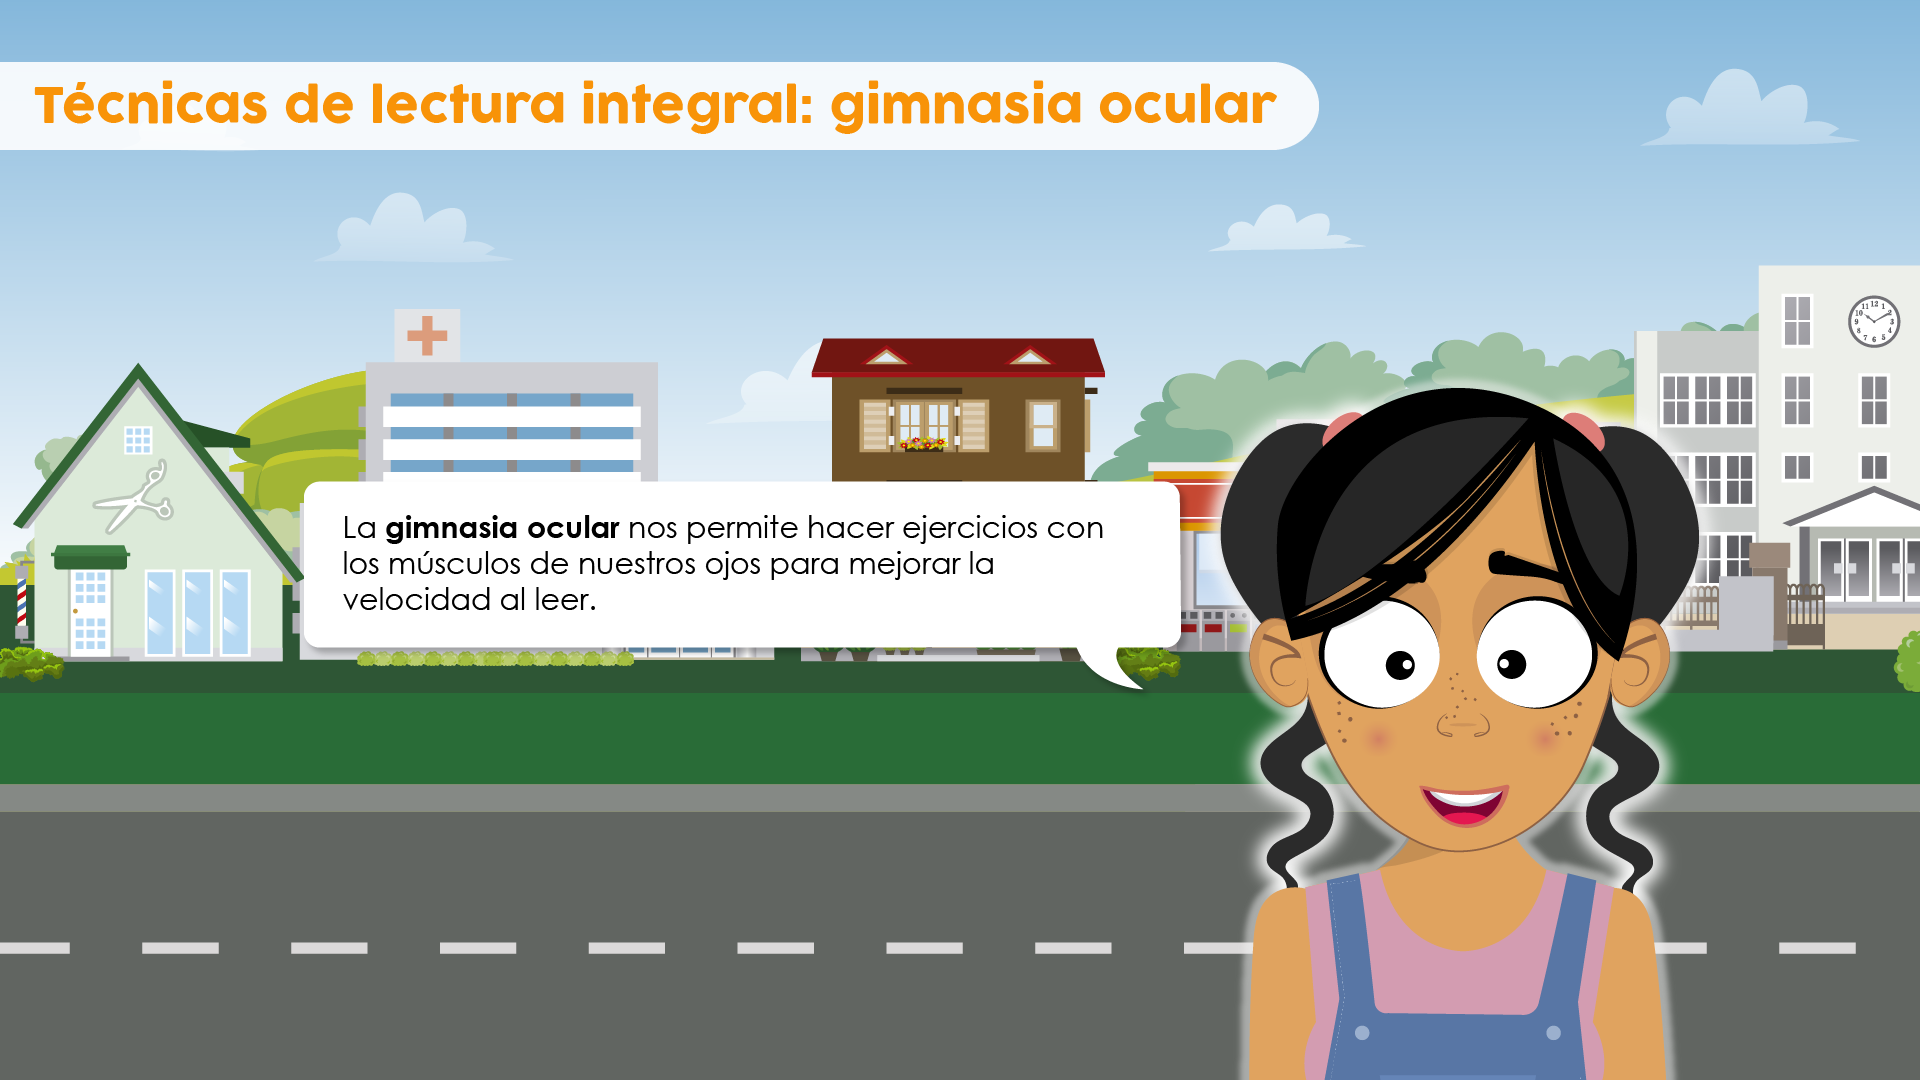 Técnicas de lectura integral: gimnasia ocular
La gimnasia ocular nos permite hacer ejercicios con
los músculos de nuestros ojos para mejorar la
velocidad al leer.